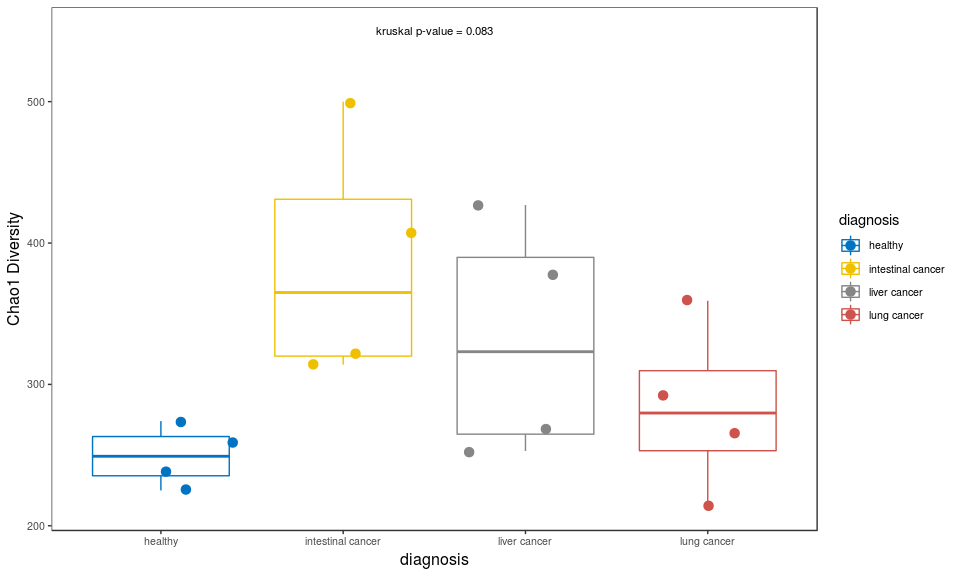 kruskal p-value = 0.083
500
400
300
200
Chao1 Diversity
healthy
intestinal cancer
liver cancer
lung cancer
diagnosis
diagnosis
healthy
intestinal cancer
liver cancer
lung cancer